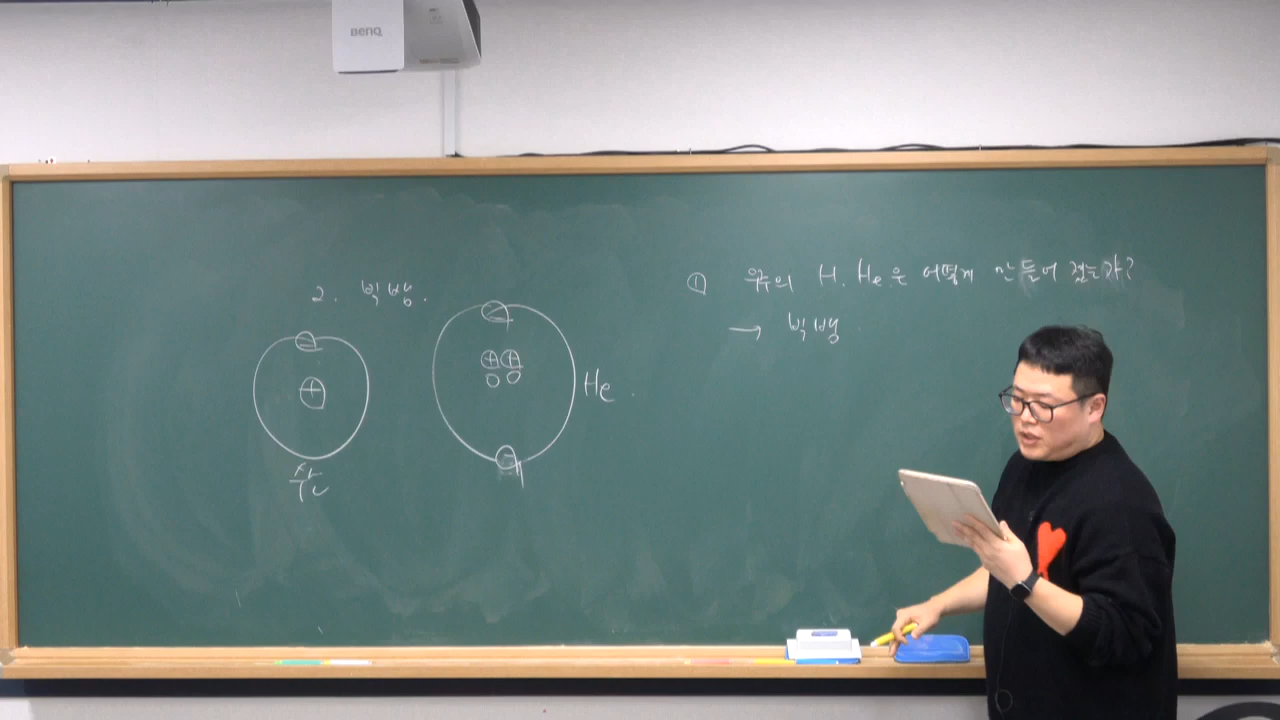 BenQ
2. 빅뱅.
He.
수소
① 우주의 H, He은 어떻게 만들어 졌는가?
→ 빅뱅.